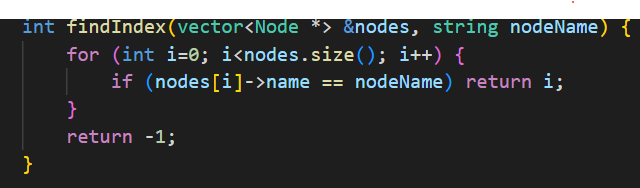 int findIndex(vector<Node *> &nodes, string nodeName) {
    for (int i=0; i<nodes.size(); i++) {
        if (nodes[i]->name == nodeName) return i;
    }
    return -1;
}